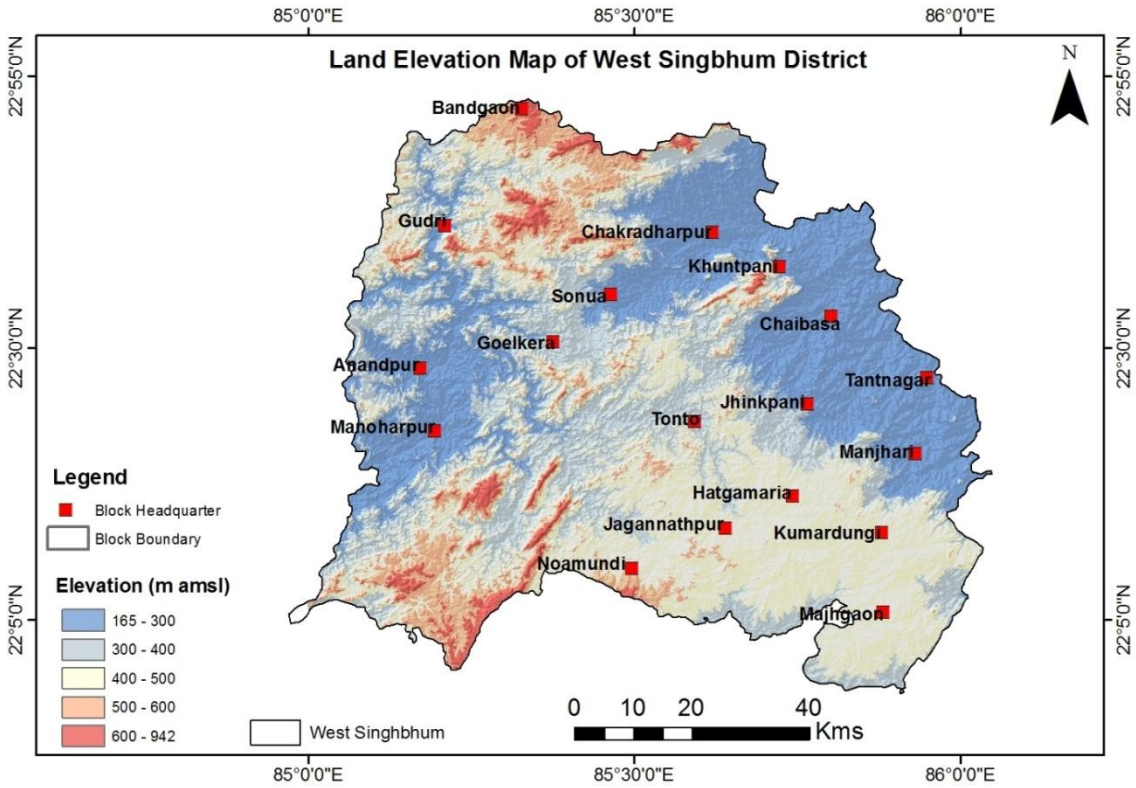 85°0'0"E
85°30'0"E
86°0'0"E
Land Elevation Map of West Singbhum District
N
22°55'0"N
22°55'0"N
Bandgaon
Gudri
Chakradharpur
Khuntpani
Sonua
Chaibasa
Goelkera
22°30'0"N
22°30'0"N
Anandpur
Tantnagar
Jhinkpani
Tonto
Manoharpur
Manjhari
Legend
Hatgamaria
Block Headquarter
Jagannathpur
Kumardungi
Block Boundary
Noamundi
Elevation (m amsl)
Majhgaon
22°5'0"N
22°5'0"N
165 - 300
300 - 400
400 - 500
500 - 600
600 - 942
West Singhbhum
0 10 20 40
Kms
85°0'0"E
85°30'0"E
86°0'0"E